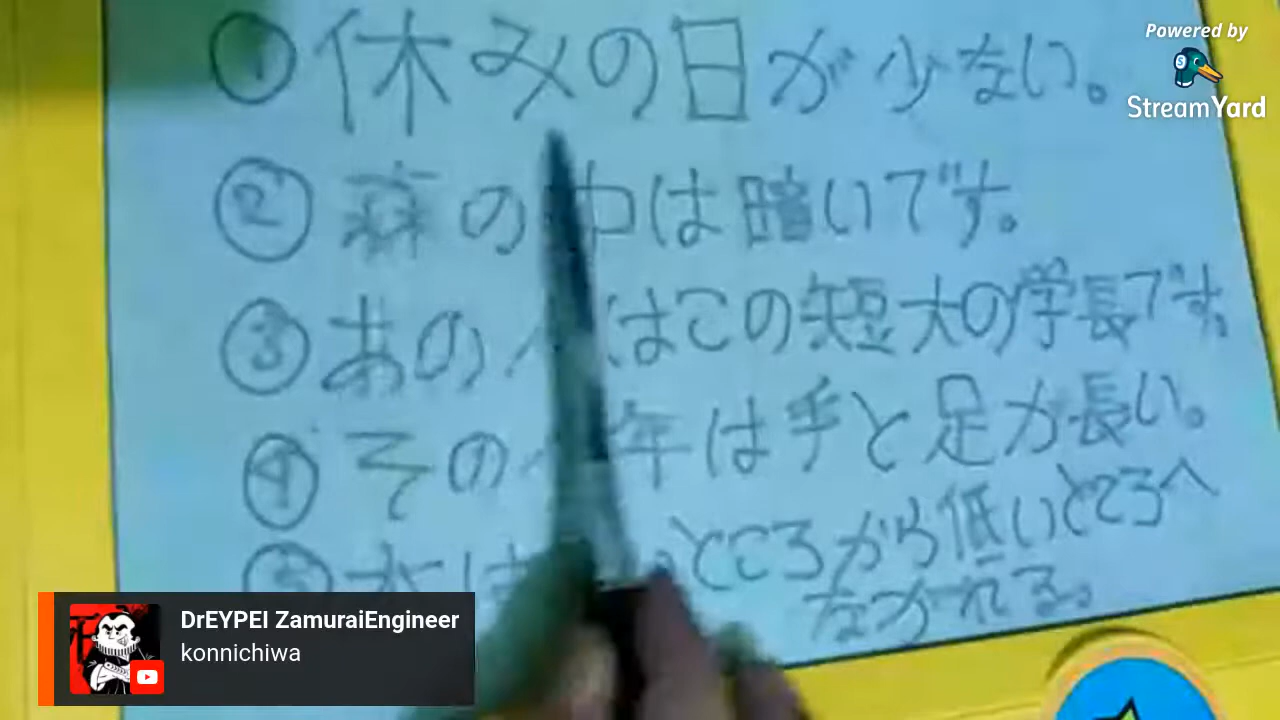 ① 休みの日が少ない。
② 森の中は暗いです。
③ あの はこの短大の学長です。
④ その 年は手と足が長い。
⑤ 水は ところから低いところへ
ながれる。
Powered by
StreamYard
DrEYPEI ZamuraiEngineer
konnichiwa